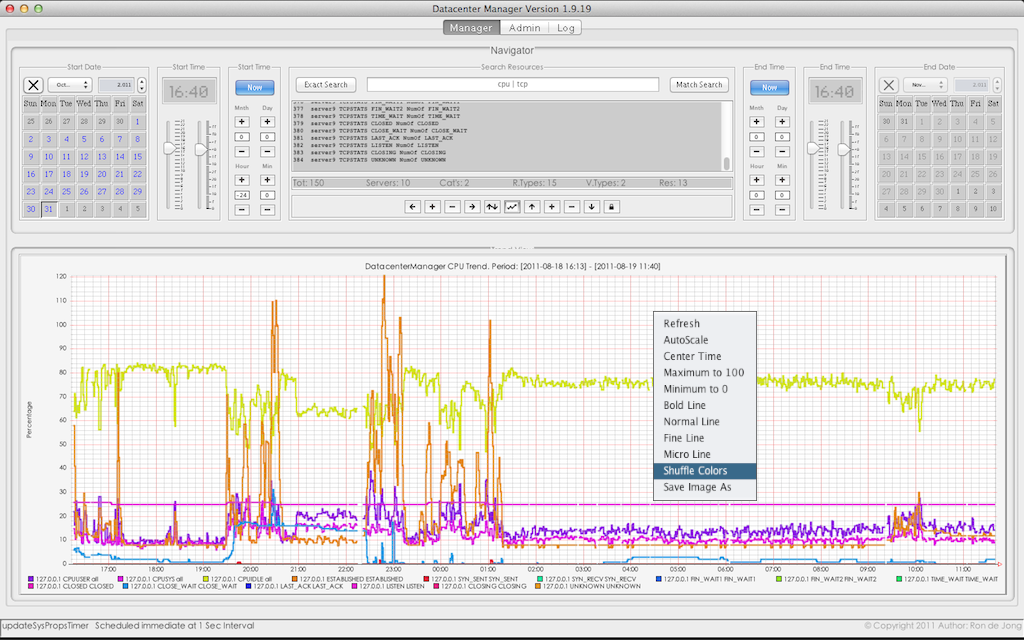 Datacenter Manager Version 1.9.19
Manager Admin Log
Navigator
Start Date Start Time Start Time Search Resources End Time End Time End Date
Oct... 2.011 16:40 Now Exact Search cpu | tcp Match Search Now 16:40 Nov... 2.011
Mnth Day Mnth Day
Sun Mon Tue Wed Thu Fri Sat
25 26 27 28 29 30 1
2 3 4 5 6 7 8
9 10 11 12 13 14 15
16 17 18 19 20 21 22
23 24 25 26 27 28 29
30 31 1 2 3 4 5
+ +
0 0
− −
Hour Min
+ +
-24 0
− −
377 server9 TCPSTATS FIN_WAIT2 NumOf FIN_WAIT2
378 server9 TCPSTATS TIME_WAIT NumOf TIME_WAIT
379 server9 TCPSTATS CLOSED NumOf CLOSED
380 server9 TCPSTATS CLOSE_WAIT NumOf CLOSE_WAIT
381 server9 TCPSTATS LAST_ACK NumOf LAST_ACK
382 server9 TCPSTATS LISTEN NumOf LISTEN
383 server9 TCPSTATS CLOSING NumOf CLOSING
384 server9 TCPSTATS UNKNOWN NumOf UNKNOWN
Tot: 150 Servers: 10 Cat's: 2 R.Types: 15 V.Types: 2 Res: 13
+ +
0 0
− −
Hour Min
+ +
0 0
− −
Sun Mon Tue Wed Thu Fri Sat
30 31 1 2 3 4 5
6 7 8 9 10 11 12
13 14 15 16 17 18 19
20 21 22 23 24 25 26
27 28 29 30 1 2 3
4 5 6 7 8 9 10
DatacenterManager CPU Trend. Period: [2011-08-18 16:13] - [2011-08-19 11:40]
Percentage
120
110
100
90
80
70
60
50
40
30
20
10
0
Refresh
AutoScale
Center Time
Maximum to 100
Minimum to 0
Bold Line
Normal Line
Fine Line
Micro Line
Shuffle Colors
Save Image As
17:00 18:00 19:00 20:00 21:00 22:00 23:00 00:00 01:00 02:00 03:00 04:00 05:00 06:00 07:00 08:00 09:00 10:00 11:00
127.0.0.1 CPUUSER all 127.0.0.1 CPUSYS all 127.0.0.1 CPUIDLE all 127.0.0.1 ESTABLISHED ESTABLISHED 127.0.0.1 SYN_SENT SYN_SENT 127.0.0.1 SYN_RECV SYN_RECV 127.0.0.1 FIN_WAIT1 FIN_WAIT1 127.0.0.1 FIN_WAIT2 FIN_WAIT2 127.0.0.1 TIME_WAIT TIME_WAIT
127.0.0.1 CLOSED CLOSED 127.0.0.1 CLOSE_WAIT CLOSE_WAIT 127.0.0.1 LAST_ACK LAST_ACK 127.0.0.1 LISTEN LISTEN 127.0.0.1 CLOSING CLOSING 127.0.0.1 UNKNOWN UNKNOWN
updateSysPropsTimer Scheduled immediate at 1 Sec Interval
© Copyright 2011 Author: Ron de Jong